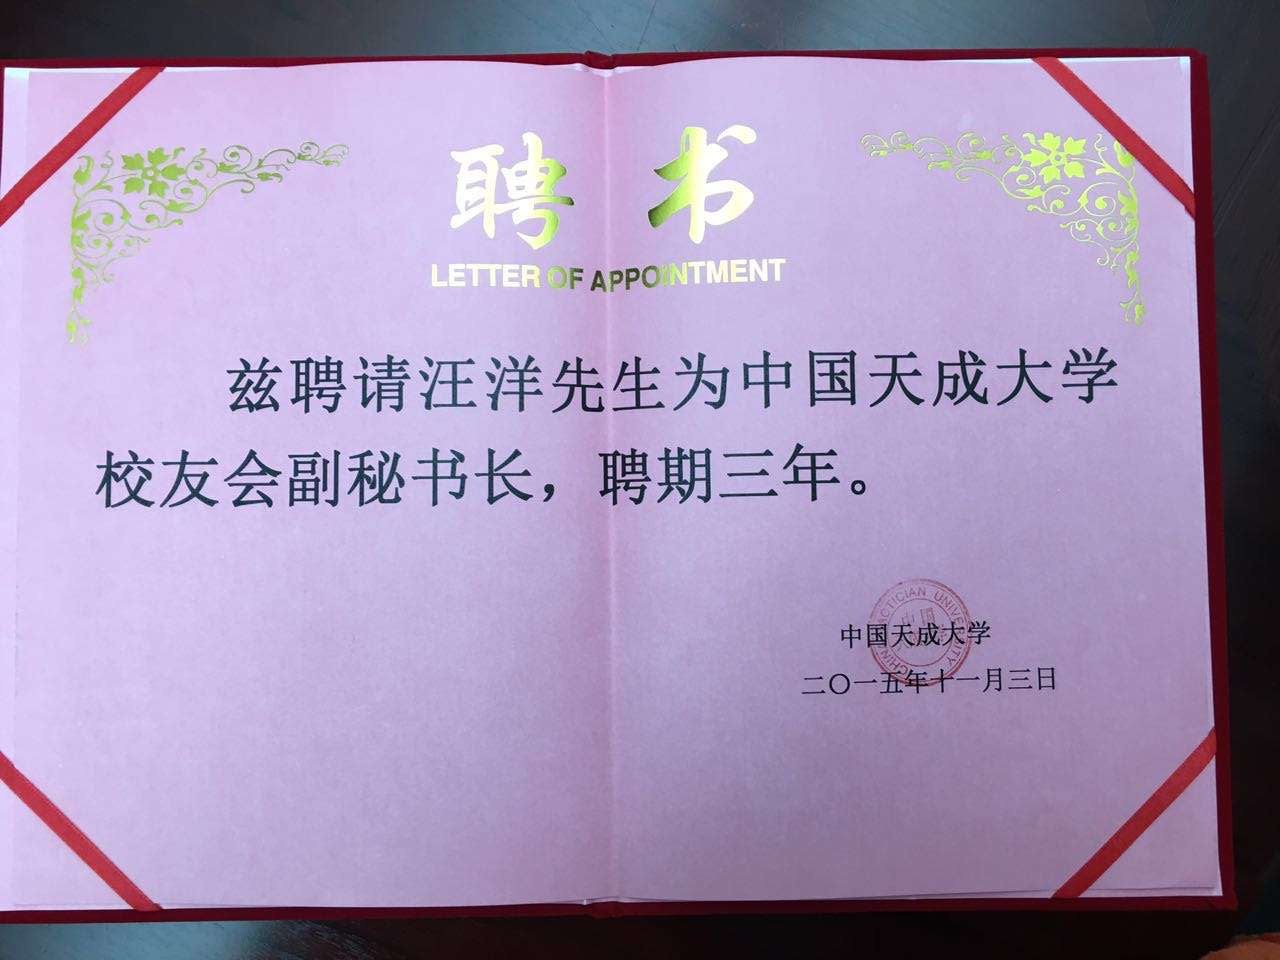 聘书
LETTER OF APPOINTMENT
兹聘请汪洋先生为中国天成大学
校友会副秘书长，聘期三年。
中国天成大学
二〇一五年十一月三日